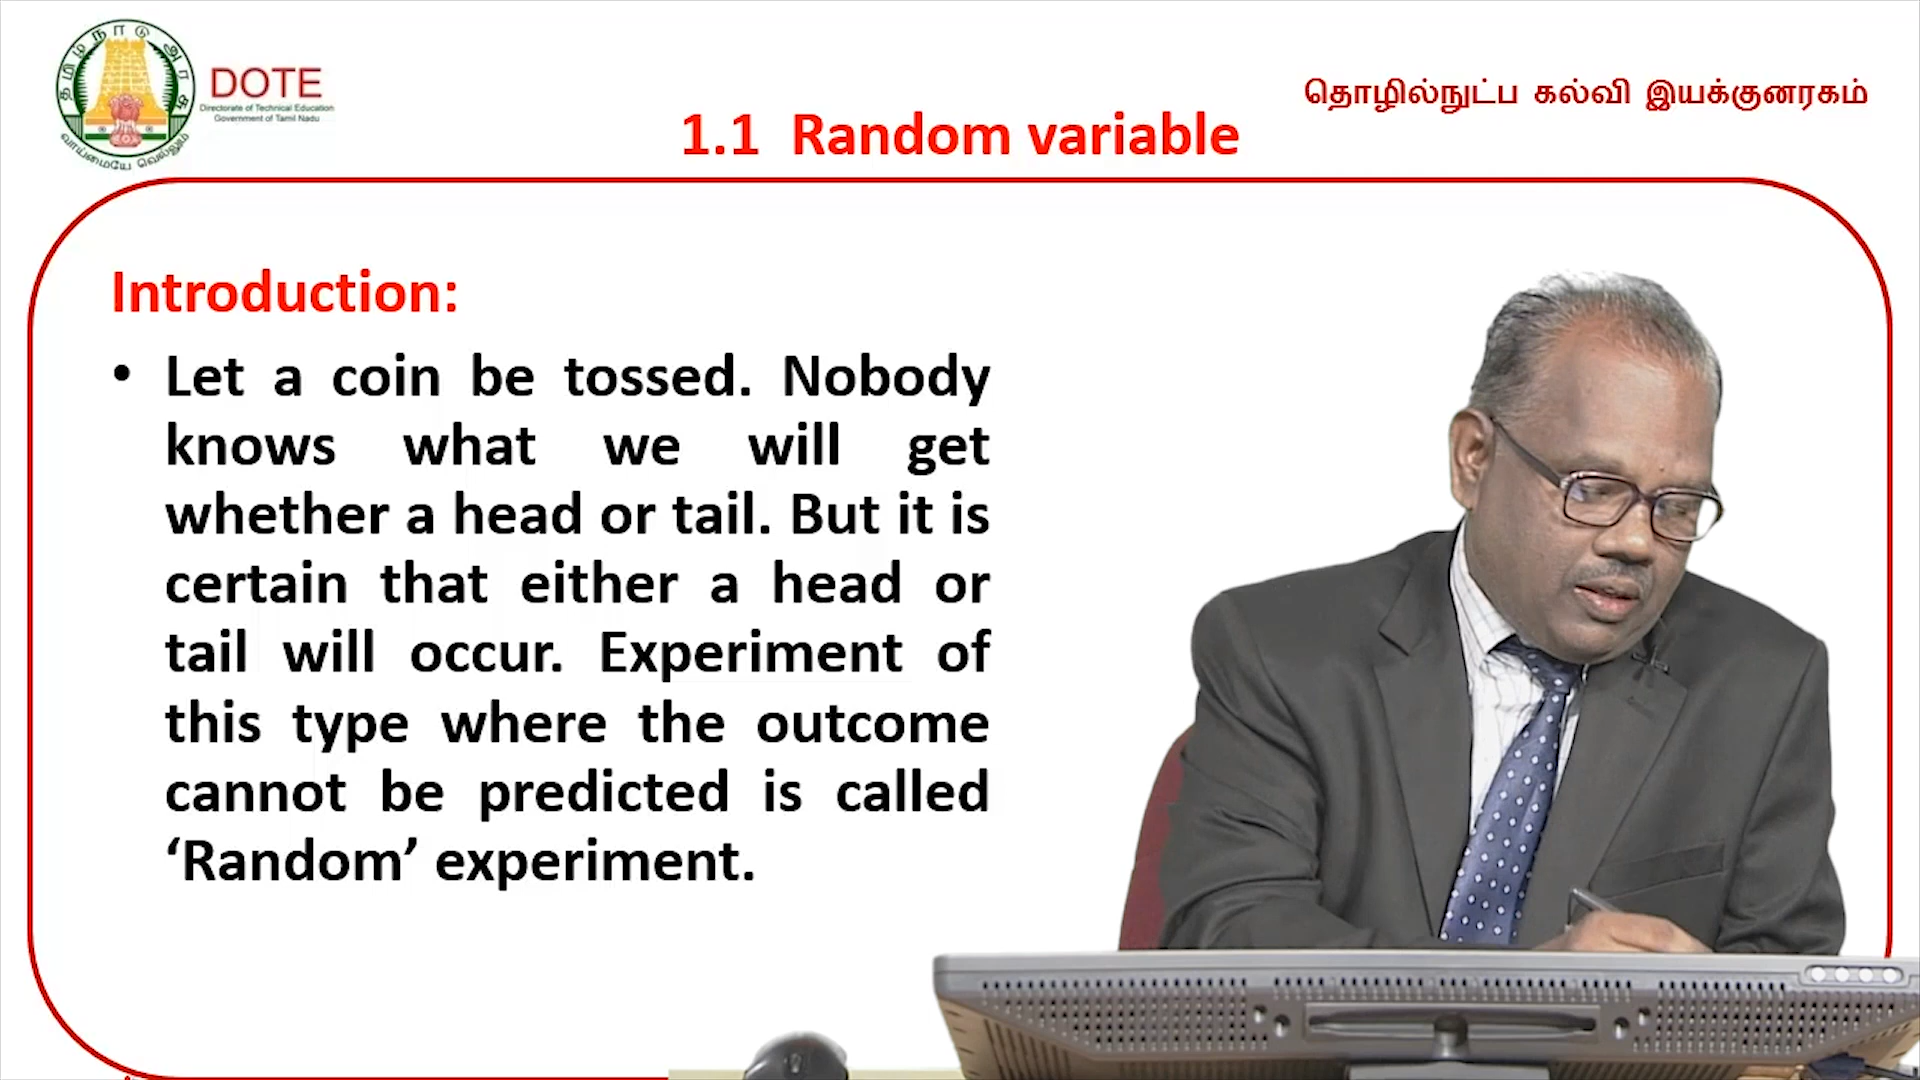 தமிழ்நாடு அரசு
வாய்மையே வெல்லும்
DOTE
Directorate of Technical Education
Government of Tamil Nadu
தொழில்நுட்ப கல்வி இயக்குனரகம்
1.1 Random variable
Introduction:
• Let a coin be tossed. Nobody
knows what we will get
whether a head or tail. But it is
certain that either a head or
tail will occur. Experiment of
this type where the outcome
cannot be predicted is called
‘Random’ experiment.